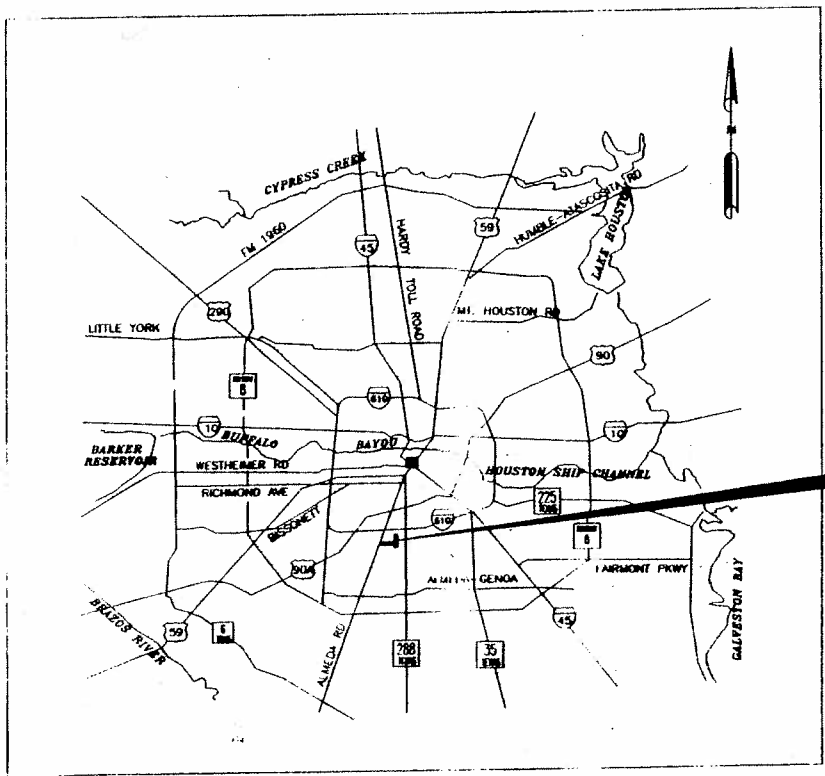 N
CYPRESS CREEK
FM 1960
45
HARDY TOLL ROAD
59
HUMBLE-ATASCOSITA RD
LAKE HOUSTON
290
LITTLE YORK
MT. HOUSTON RD
90
8
610
10
BUFFALO BAYOU
10
BARKER
RESERVOIR
WESTHEIMER RD
HOUSTON SHIP CHANNEL
RICHMOND AVE
225
BISSONETT
610
8
90A
GENOA
FAIRMONT PKWY
BRAZOS RIVER
59
6
ALMEDA RD
288
35
45
GALVESTON BAY